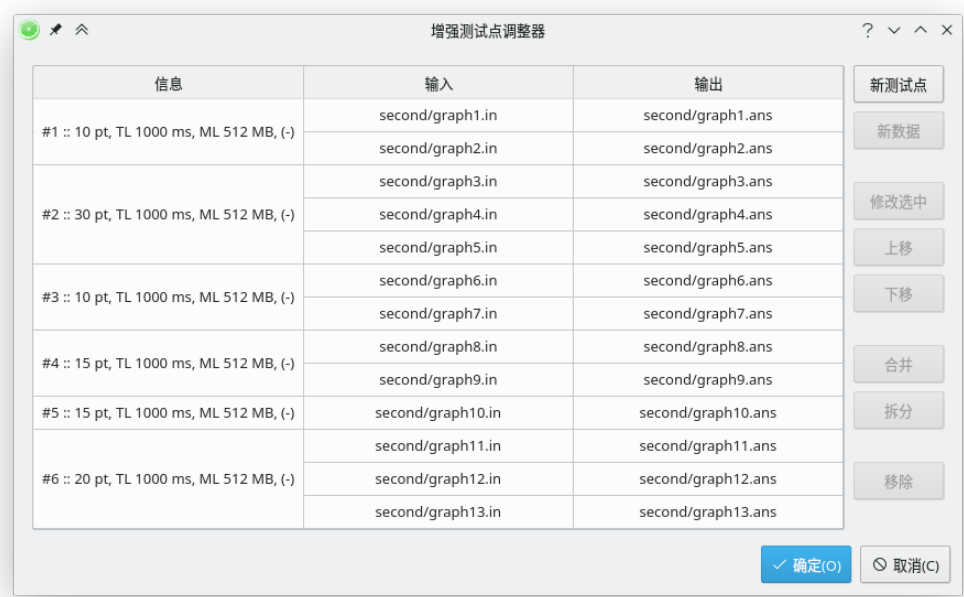 增强测试点调整器
信息 输入 输出
新测试点
#1 :: 10 pt, TL 1000 ms, ML 512 MB, (-)
second/graph1.in second/graph1.ans
second/graph2.in second/graph2.ans
新数据
#2 :: 30 pt, TL 1000 ms, ML 512 MB, (-)
second/graph3.in second/graph3.ans
second/graph4.in second/graph4.ans
second/graph5.in second/graph5.ans
修改选中
上移
#3 :: 10 pt, TL 1000 ms, ML 512 MB, (-)
second/graph6.in second/graph6.ans
second/graph7.in second/graph7.ans
下移
#4 :: 15 pt, TL 1000 ms, ML 512 MB, (-)
second/graph8.in second/graph8.ans
second/graph9.in second/graph9.ans
合并
#5 :: 15 pt, TL 1000 ms, ML 512 MB, (-)
second/graph10.in second/graph10.ans
拆分
#6 :: 20 pt, TL 1000 ms, ML 512 MB, (-)
second/graph11.in second/graph11.ans
second/graph12.in second/graph12.ans
second/graph13.in second/graph13.ans
移除
确定(O) 取消(C)